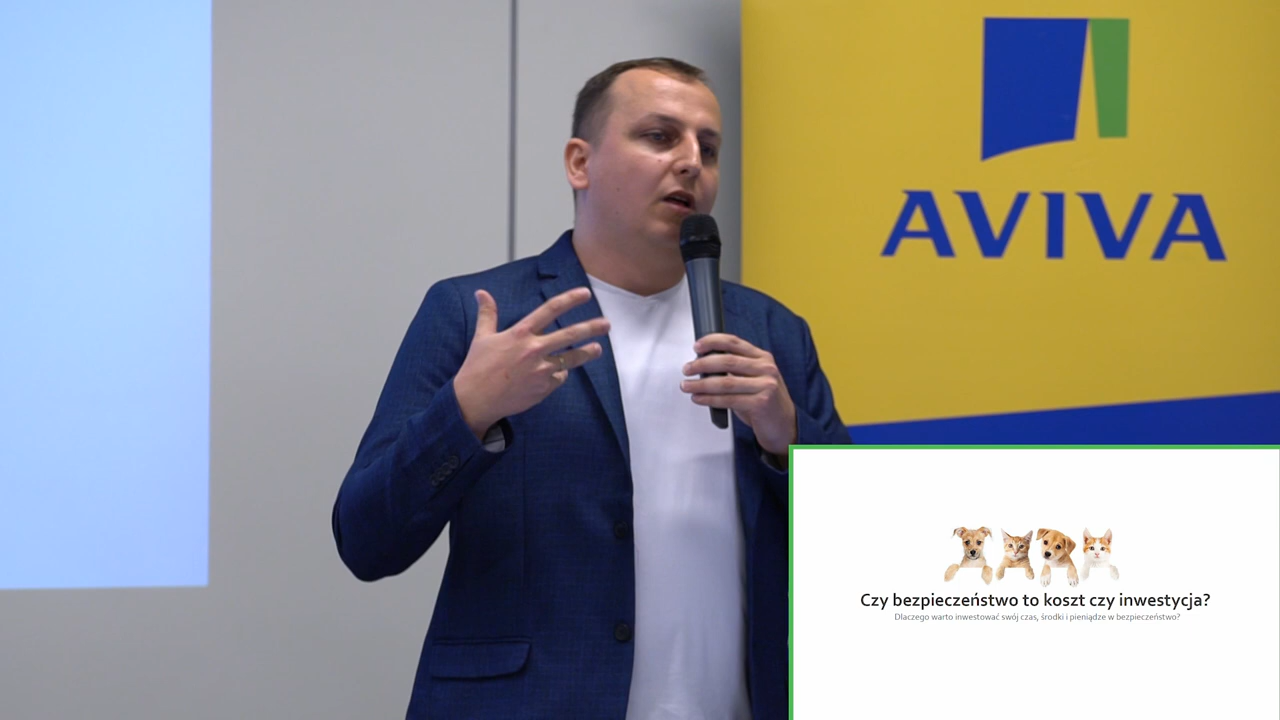 AVIVA
Czy bezpieczeństwo to koszt czy inwestycja?
Dlaczego warto inwestować swój czas, środki i pieniądze w bezpieczeństwo?